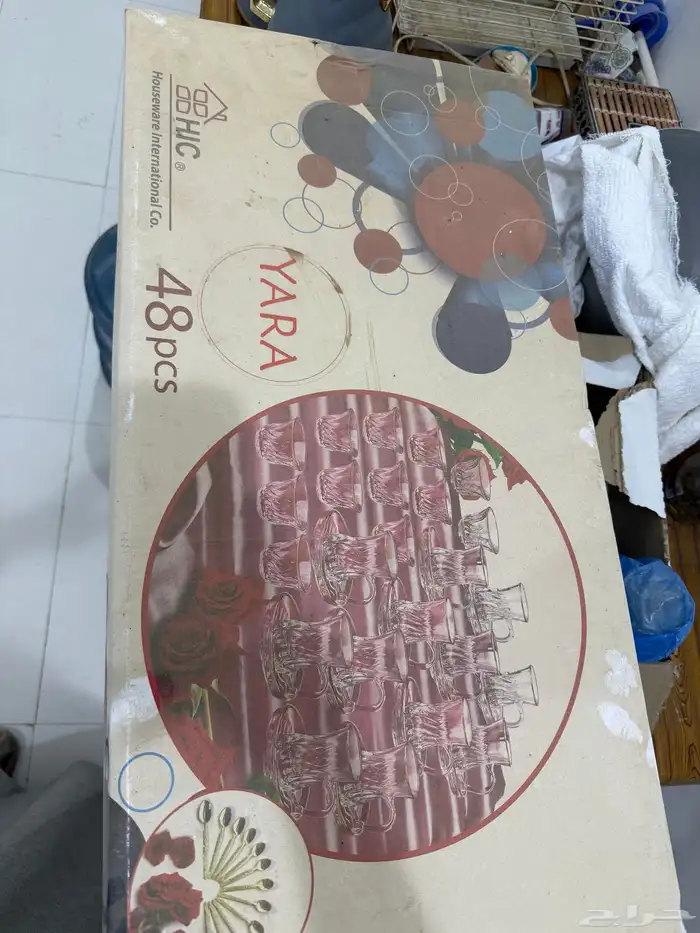 HIC®
Houseware International Co.
YARA
48pcs
حراج